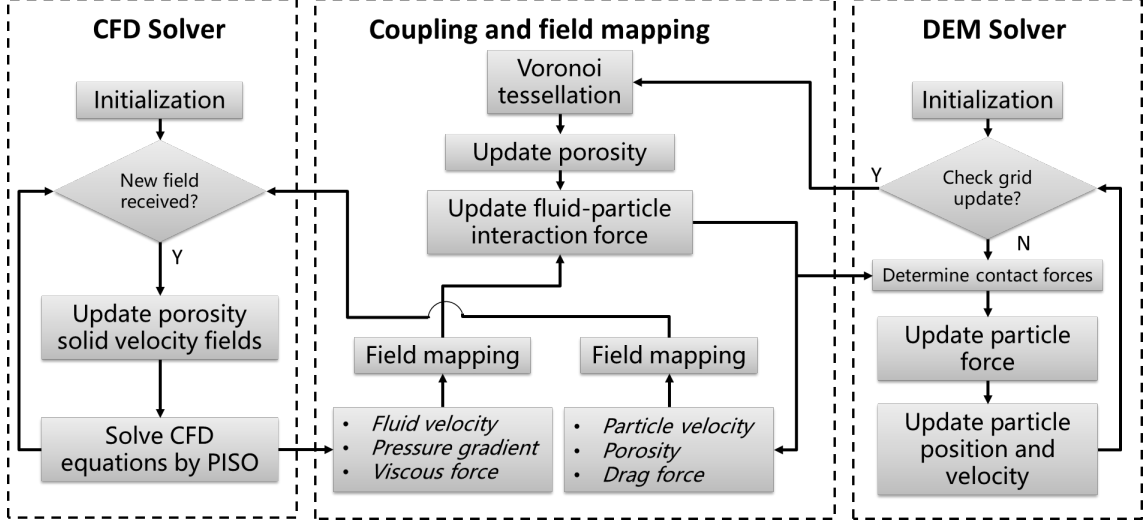 CFD Solver
Initialization
New field
received?
Y
Update porosity
solid velocity fields
Solve CFD
equations by PISO
Coupling and field mapping
Voronoi
tessellation
Update porosity
Update fluid-particle
interaction force
Field mapping
Field mapping
• Fluid velocity
• Pressure gradient
• Viscous force
• Particle velocity
• Porosity
• Drag force
DEM Solver
Initialization
Check grid
update?
Y
N
Determine contact forces
Update particle
force
Update particle
position and
velocity